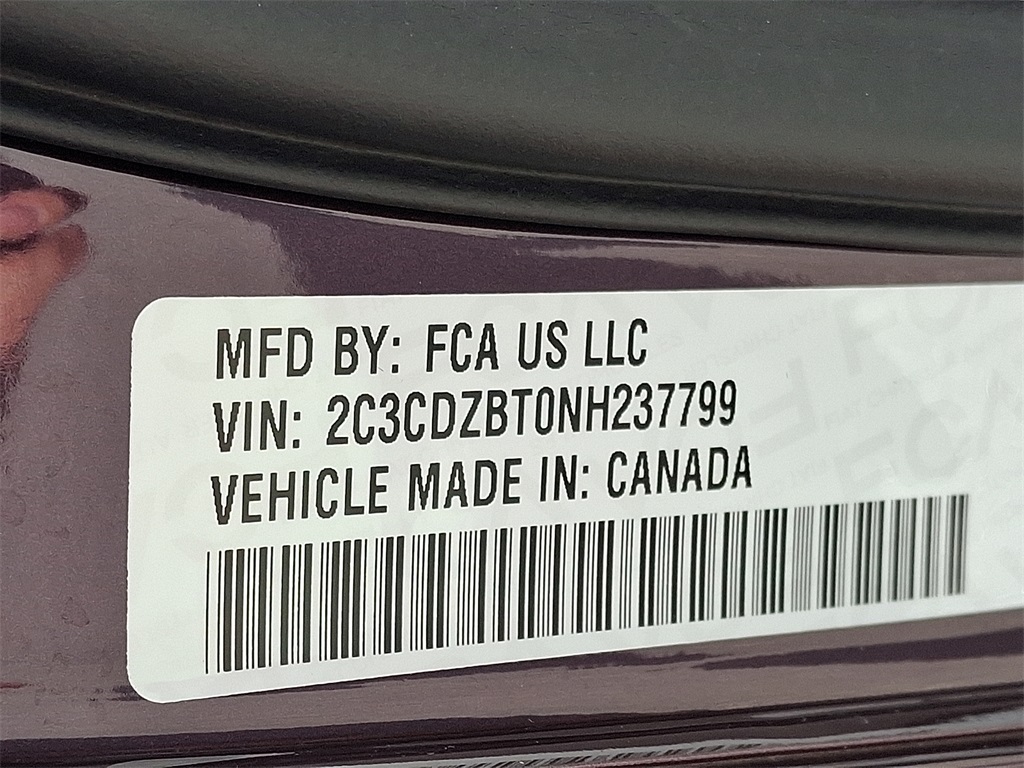 MFD BY: FCA US LLC
VIN: 2C3CDZBT0NH237799
VEHICLE MADE IN: CANADA